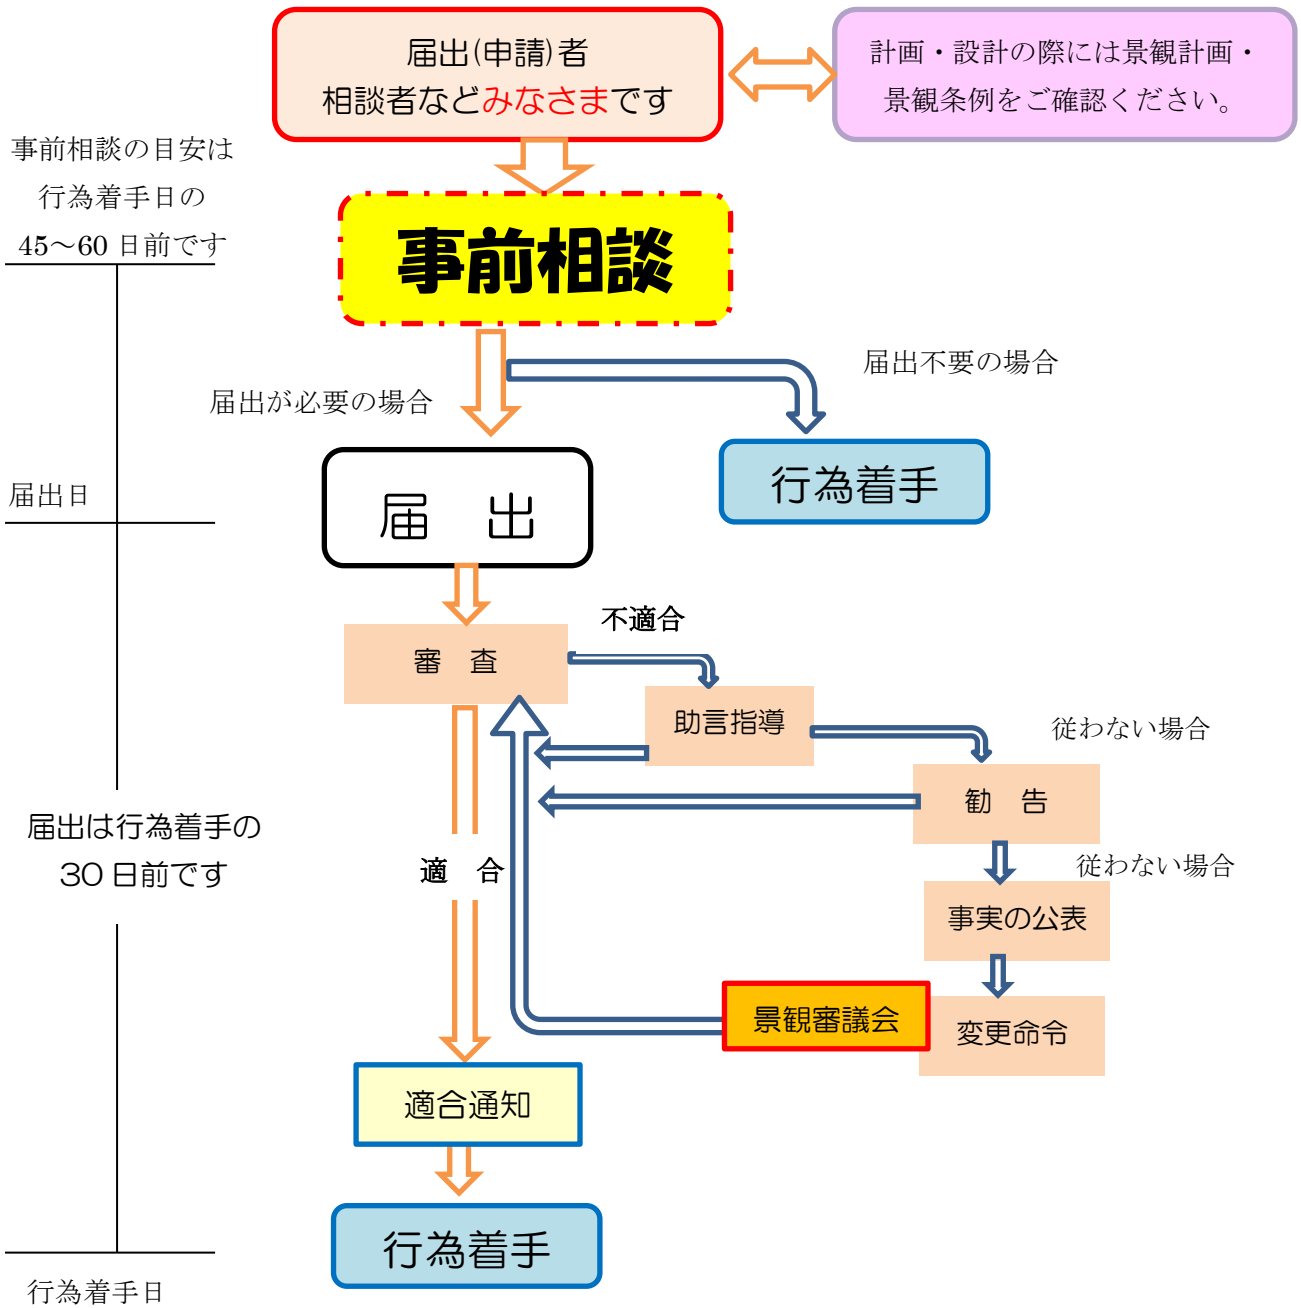 届出(申請)者
相談者などみなさまです
計画・設計の際には景観計画・
景観条例をご確認ください。
事前相談の目安は
行為着手日の
45～60 日前です
事前相談
届出不要の場合
届出が必要の場合
行為着手
届出日
届　出
不適合
審　査
助言指導
従わない場合
勧　告
届出は行為着手の
30 日前です
適　合
従わない場合
事実の公表
景観審議会
変更命令
適合通知
行為着手
行為着手日